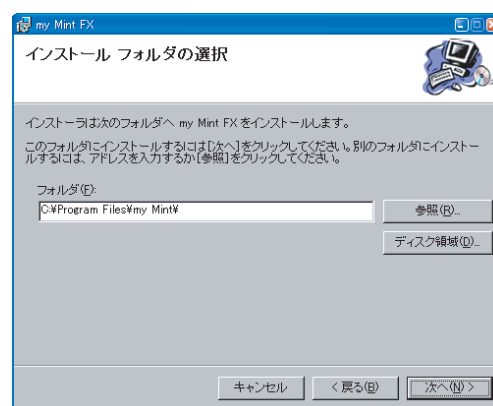 my Mint FX
インストール フォルダの選択
インストーラは次のフォルダへ my Mint FX をインストールします。
このフォルダにインストールするには[次へ]をクリックしてください。別のフォルダにインストー
ルするには、アドレスを入力するか[参照]をクリックしてください。
フォルダ(F):
C:¥Program Files¥my Mint¥
参照(R)...
ディスク領域(D)...
キャンセル
< 戻る(B)
次へ(N) >